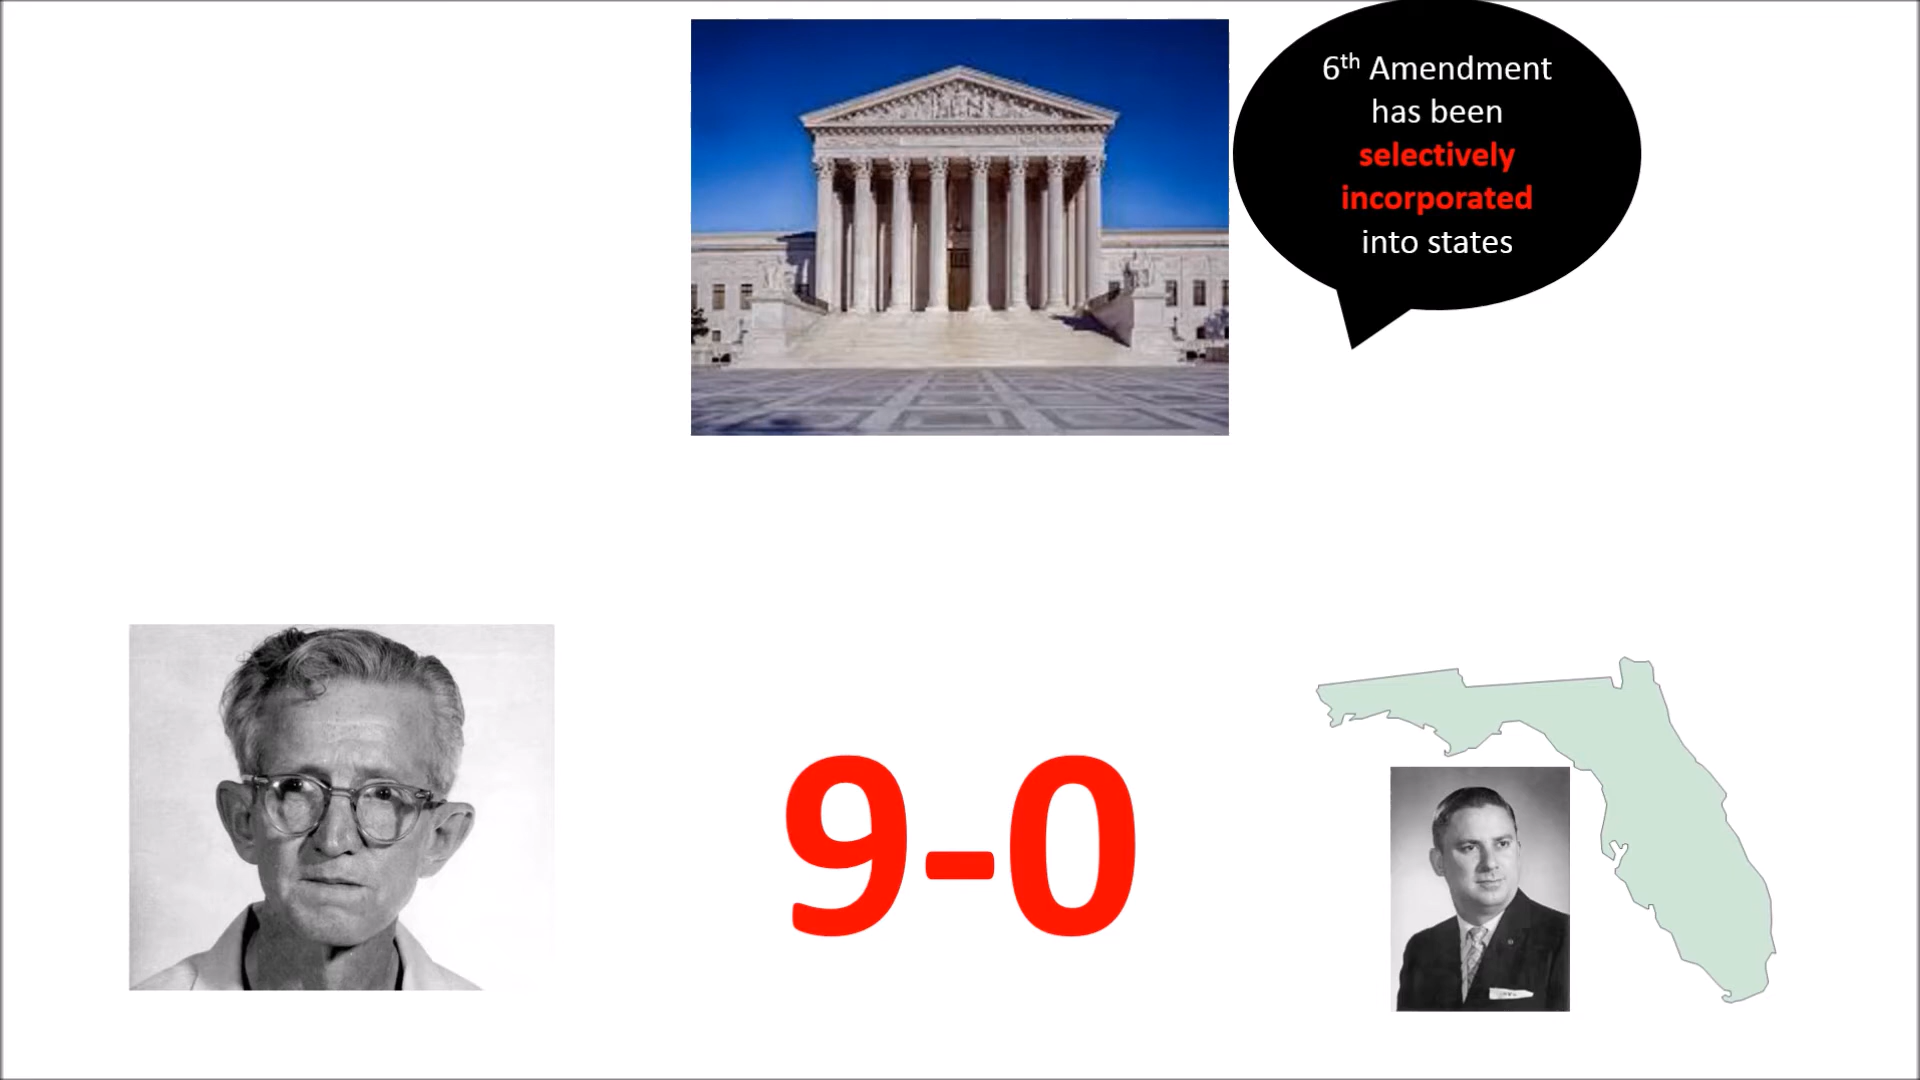 6th Amendment
has been
selectively
incorporated
into states
9-0